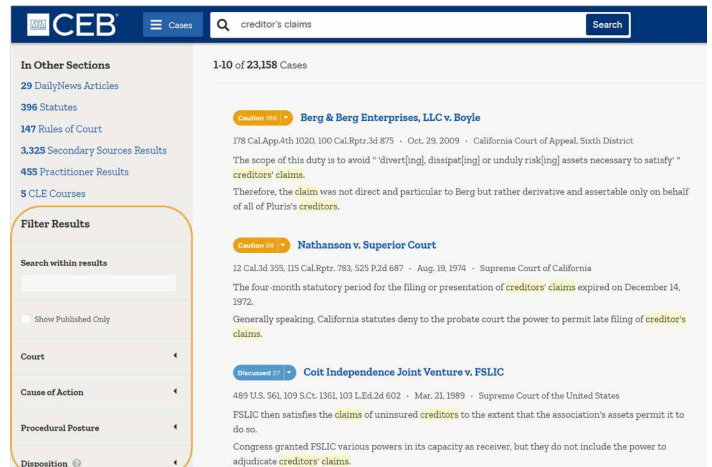 CEB
Cases
creditor's claims
Search
In Other Sections
29 DailyNews Articles
396 Statutes
147 Rules of Court
3,325 Secondary Sources Results
455 Practitioner Results
5 CLE Courses
Filter Results
Search within results
Show Published Only
Court
Cause of Action
Procedural Posture
Disposition
1-10 of 23,158 Cases
Berg & Berg Enterprises, LLC v. Boyle
178 Cal.App.4th 1020, 100 Cal.Rptr.3d 875 · Oct. 29, 2009 · California Court of Appeal, Sixth District
The scope of this duty is to avoid " 'divert[ing], dissipat[ing] or unduly risk[ing] assets necessary to satisfy' "
creditors' claims.
Therefore, the claim was not direct and particular to Berg but rather derivative and assertable only on behalf
of all of Pluris's creditors.
Caution 36 Nathanson v. Superior Court
12 Cal.3d 355, 115 Cal.Rptr. 783, 525 P.2d 687 · Aug. 19, 1974 · Supreme Court of California
The four-month statutory period for the filing or presentation of creditors' claims expired on December 14,
1972.
Generally speaking, California statutes deny to the probate court the power to permit late filing of creditor's
claims.
Discussed 27 Coit Independence Joint Venture v. FSLIC
489 U.S. 561, 109 S.Ct. 1361, 103 L.Ed.2d 602 · Mar. 21, 1989 · Supreme Court of the United States
FSLIC then satisfies the claims of uninsured creditors to the extent that the association's assets permit it to
do so.
Congress granted FSLIC various powers in its capacity as receiver, but they do not include the power to
adjudicate creditors' claims.